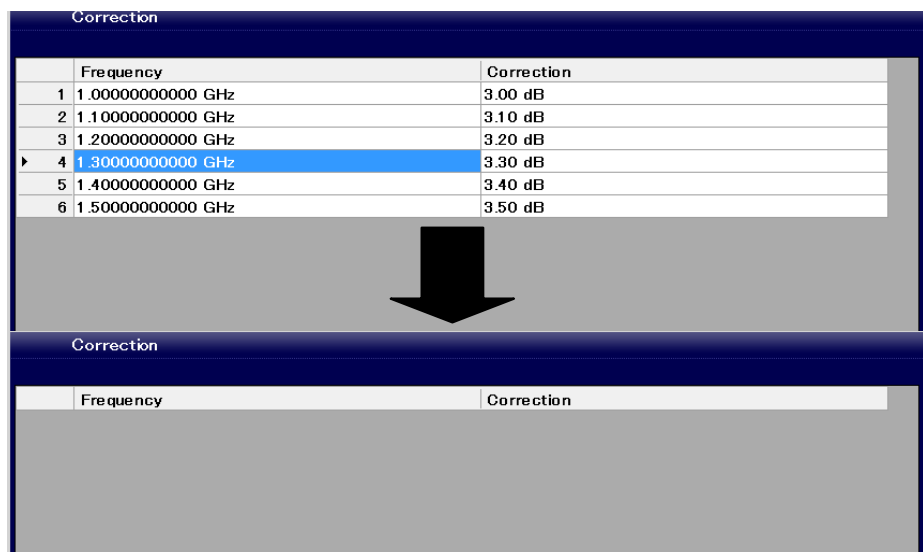 Correction
Frequency Correction
1 1.00000000000 GHz 3.00 dB
2 1.10000000000 GHz 3.10 dB
3 1.20000000000 GHz 3.20 dB
4 1.30000000000 GHz 3.30 dB
5 1.40000000000 GHz 3.40 dB
6 1.50000000000 GHz 3.50 dB
Correction
Frequency Correction